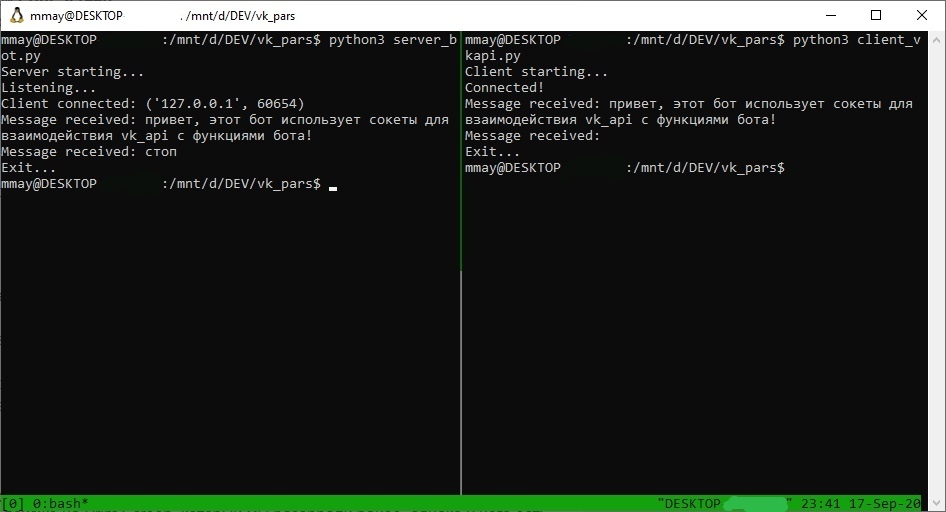 mmay@DESKTOP : /mnt/d/DEV/vk_pars
mmay@DESKTOP :/mnt/d/DEV/vk_pars$ python3 server_b
ot.py
Server starting...
Listening...
Client connected: ('127.0.0.1', 60654)
Message received: привет, этот бот использует сокеты для
взаимодействия vk_api с функциями бота!
Message received: стоп
Exit...
mmay@DESKTOP :/mnt/d/DEV/vk_pars$
mmay@DESKTOP :/mnt/d/DEV/vk_pars$ python3 client_v
kapi.py
Client starting...
Connected!
Message received: привет, этот бот использует сокеты для
взаимодействия vk_api с функциями бота!
Message received:
Exit...
mmay@DESKTOP :/mnt/d/DEV/vk_pars$
[0] 0:bash*
"DESKTOP " 23:41 17-Sep-20